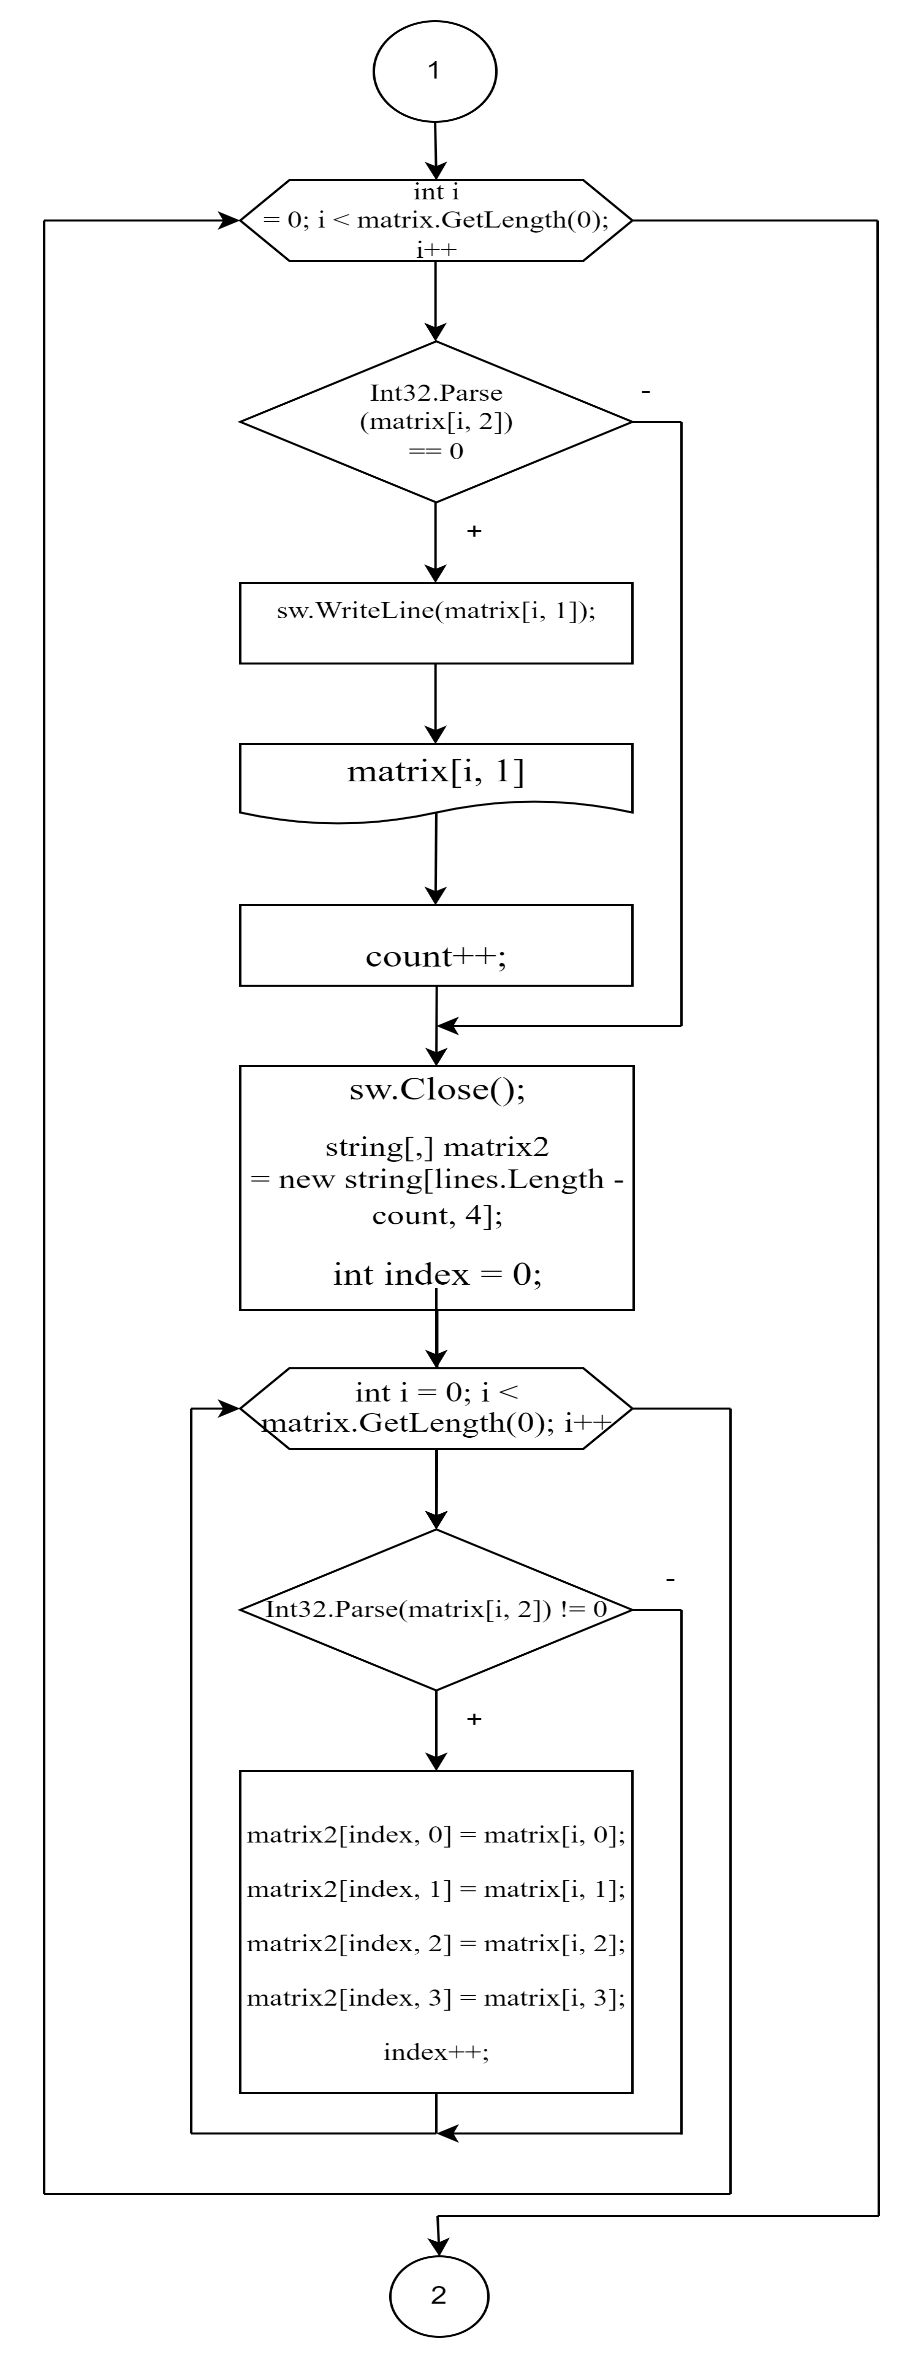 1
int i
= 0; i < matrix.GetLength(0);
i++
Int32.Parse
(matrix[i, 2])
== 0
-
+
sw.WriteLine(matrix[i, 1]);
matrix[i, 1]
count++;
sw.Close();
string[,] matrix2
= new string[lines.Length -
count, 4];
int index = 0;
int i = 0; i <
matrix.GetLength(0); i++
Int32.Parse(matrix[i, 2]) != 0
-
+
matrix2[index, 0] = matrix[i, 0];
matrix2[index, 1] = matrix[i, 1];
matrix2[index, 2] = matrix[i, 2];
matrix2[index, 3] = matrix[i, 3];
index++;
2